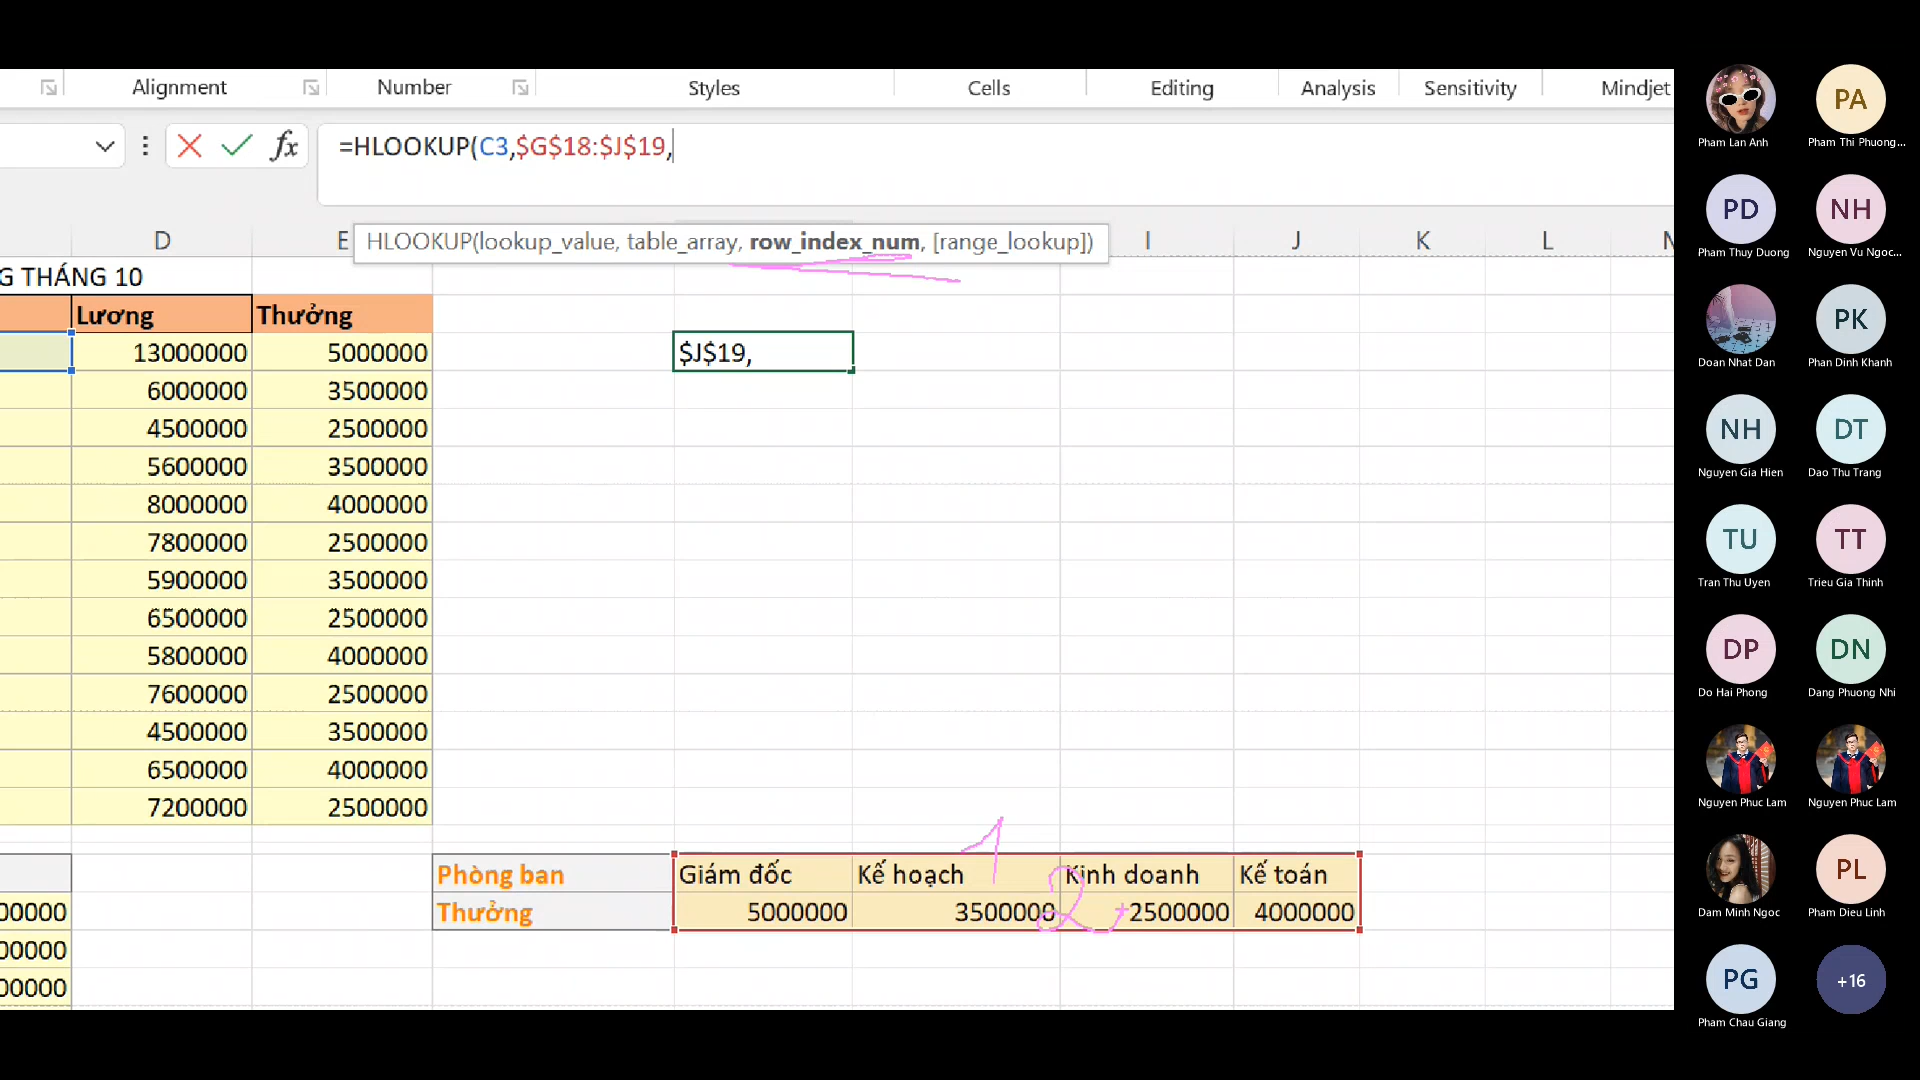 Alignment Number Styles Cells Editing Analysis Sensitivity Mindjet
fx =HLOOKUP(C3,$G$18:$J$19,
D E I J K L
HLOOKUP(lookup_value, table_array, row_index_num, [range_lookup])
G THÁNG 10
Lương Thưởng
13000000 5000000 $J$19,
6000000 3500000
4500000 2500000
5600000 3500000
8000000 4000000
7800000 2500000
5900000 3500000
6500000 2500000
5800000 4000000
7600000 2500000
4500000 3500000
6500000 4000000
7200000 2500000
1
Phòng ban Giám đốc Kế hoạch Kinh doanh Kế toán
00000 Thưởng 5000000 3500000 2 2500000 4000000
00000
00000
PA
Pham Lan Anh Pham Thi Phuong...
PD NH
Pham Thuy Duong Nguyen Vu Ngoc...
PK
Doan Nhat Dan Phan Dinh Khanh
NH DT
Nguyen Gia Hien Dao Thu Trang
TU TT
Tran Thu Uyen Trieu Gia Thinh
DP DN
Do Hai Phong Dang Phuong Nhi
Nguyen Phuc Lam Nguyen Phuc Lam
PL
Dam Minh Ngoc Pham Dieu Linh
PG +16
Pham Chau Giang